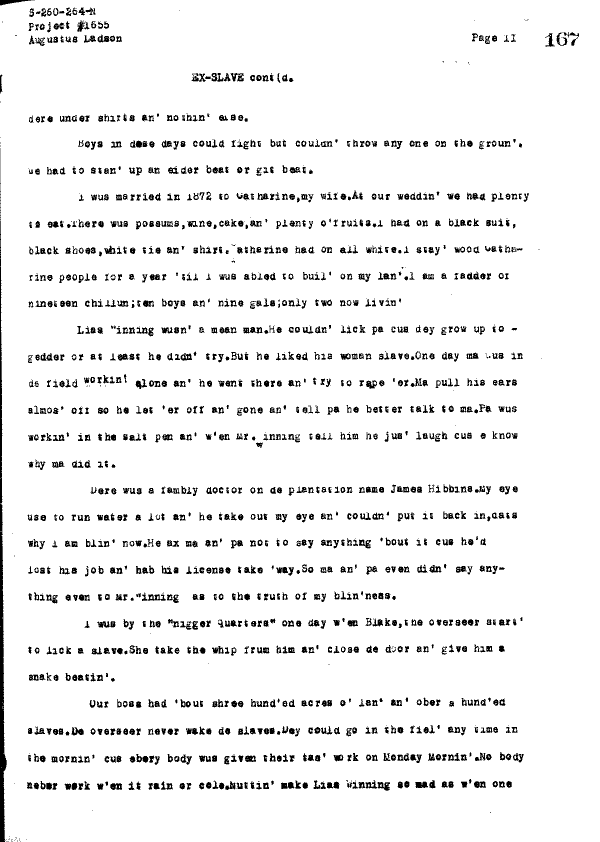 S-260-264-N
Project #1655
Augustus Ladson
Page II 167
EX-SLAVE cont'd.
dere under shirts an' nothin' else.
Boys in dese days could fight but couldn' throw any one on the groun'.
We had to stan' up an eider beat or git beat.
I was married in 1872 to Catharine,my wife.At our weddin' we had plenty
to eat.There wus possums,wine,cake,an' plenty o'fruits.I had on a black suit,
black shoes,white tie an' shirt.Catharine had on all white.I stay' wood Catha-
rine people for a year 'til I wus abled to buil' on my lan'.I am a fadder of
nineteen chillun;ten boys an' nine gals;only two now livin'
Lias "inning wusn' a mean man.He couldn' lick pa cus dey grow up to -
gedder or at least he didn' try.But he liked his woman slave.One day ma wus in
de field workin' alone an' he went there an' try to rape 'er.Ma pull his ears
almos' off so he let 'er off an' gone an' tell pa he better talk to ma.Pa wus
workin' in the salt pen an' w'en Mr. Winning tell him he jus' laugh cus e know
why ma did it.
Dere wus a fambly doctor on de plantation name James Hibbins.My eye
use to run water a lot an' he take out my eye an' couldn' put it back in,dats
why I am blin' now.He ax ma an' pa not to say anything 'bout it cus he'd
lost his job an' hab his license take 'way.So ma an' pa even didn' say any-
thing even to Mr."inning as to the truth of my blin'ness.
I wus by the "nigger quarters" one day w'en Blake,the overseer start'
to lick a slave.She take the whip frum him an' close de door an' give him a
snake beatin'.
Our boss had 'bout shree hund'ed acres o' lan' an' ober a hund'ed
slaves.De overseer never wake de slaves.Dey could go in the fiel' any time in
the mornin' cus ebery body wus given their tas' work on Monday Mornin'.No body
neber werk w'en it rain or cole.Nuttin' make Lias Winning so mad as w'en one